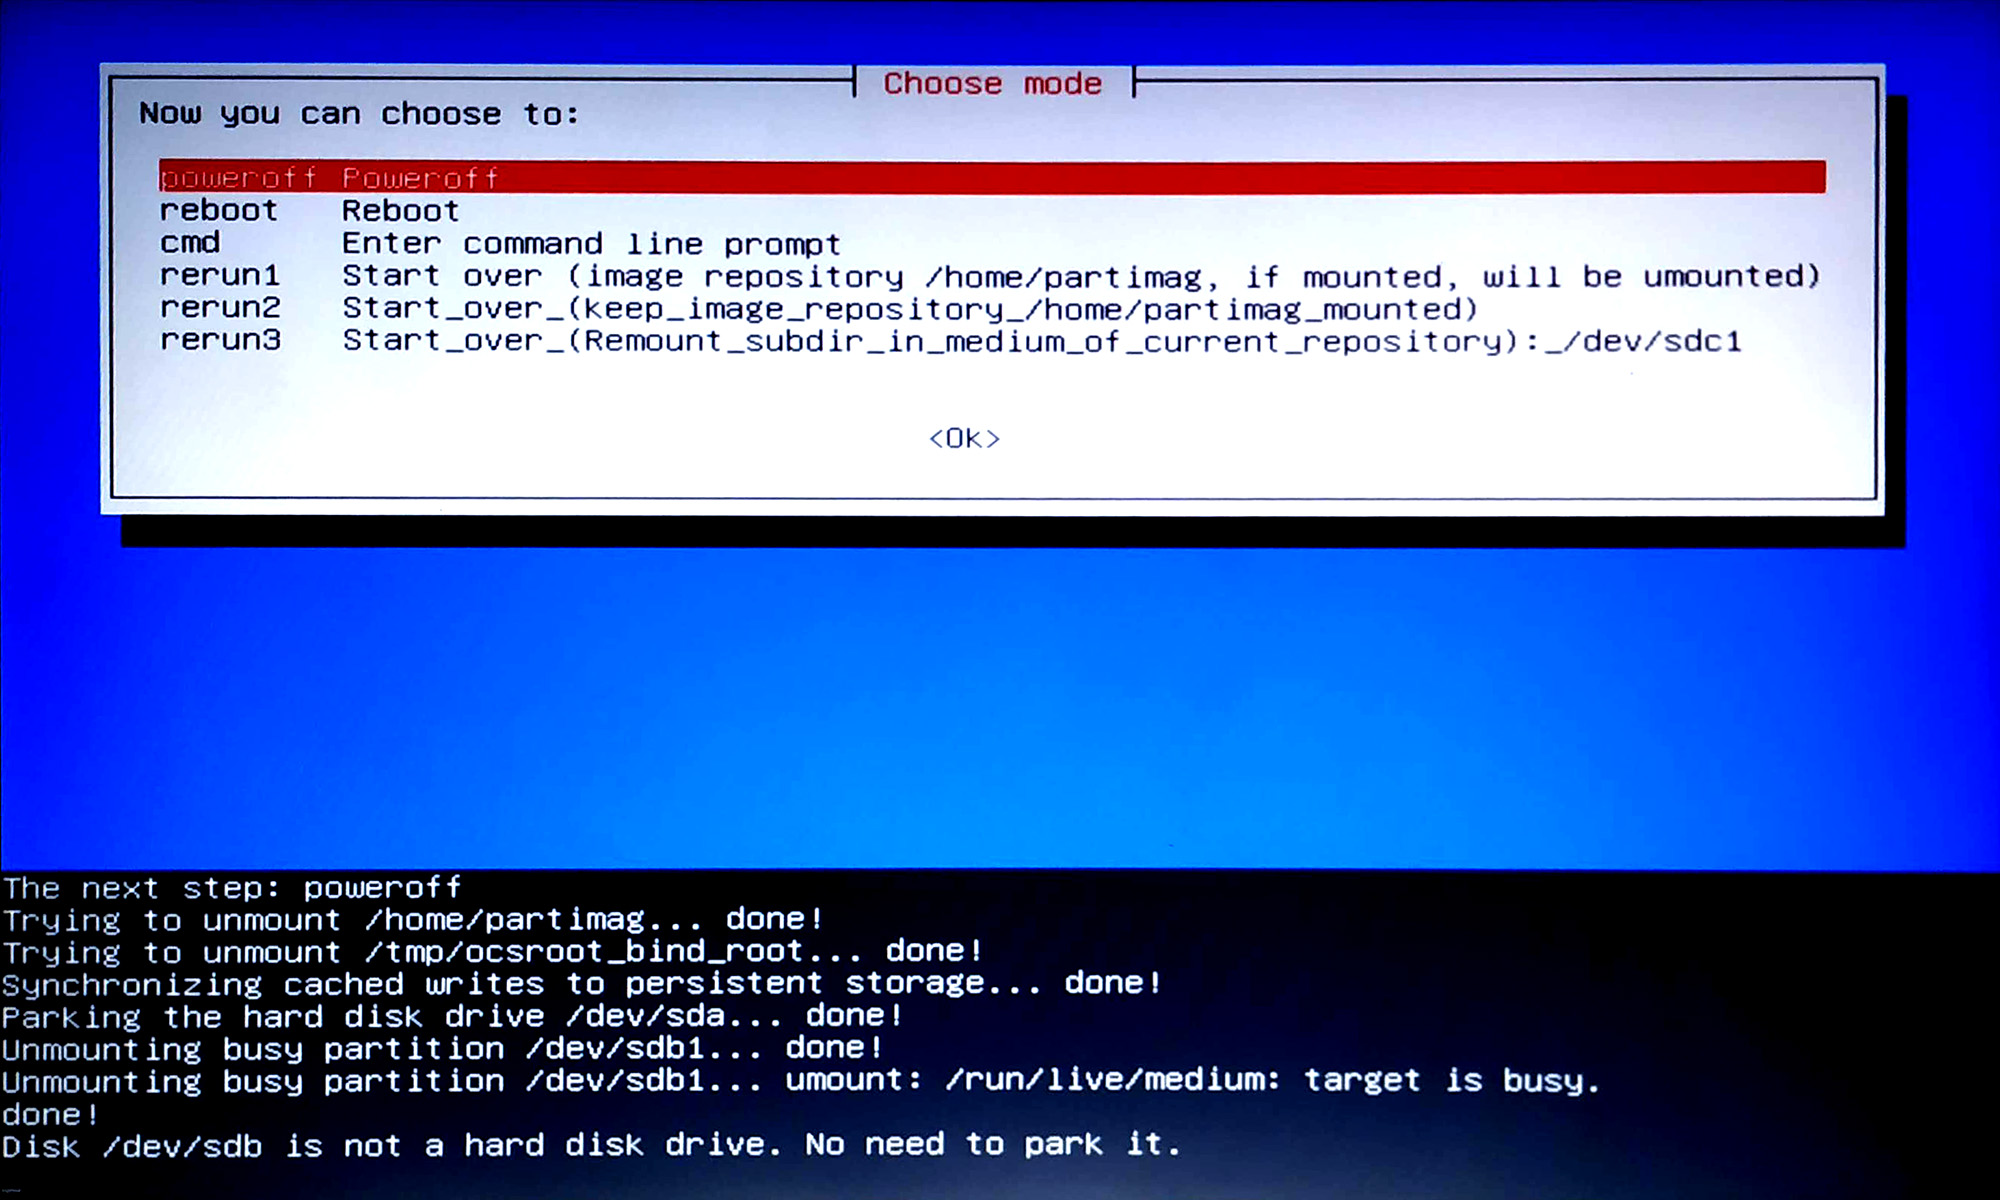 Choose mode
Now you can choose to:
poweroff Poweroff
reboot Reboot
cmd Enter command line prompt
rerun1 Start over (image repository /home/partimag, if mounted, will be umounted)
rerun2 Start_over_(keep_image_repository_/home/partimag_mounted)
rerun3 Start_over_(Remount_subdir_in_medium_of_current_repository):_/dev/sdc1
<Ok>
The next step: poweroff
Trying to unmount /home/partimag... done!
Trying to unmount /tmp/ocsroot_bind_root... done!
Synchronizing cached writes to persistent storage... done!
Parking the hard disk drive /dev/sda... done!
Unmounting busy partition /dev/sdb1... done!
Unmounting busy partition /dev/sdb1... umount: /run/live/medium: target is busy.
done!
Disk /dev/sdb is not a hard disk drive. No need to park it.